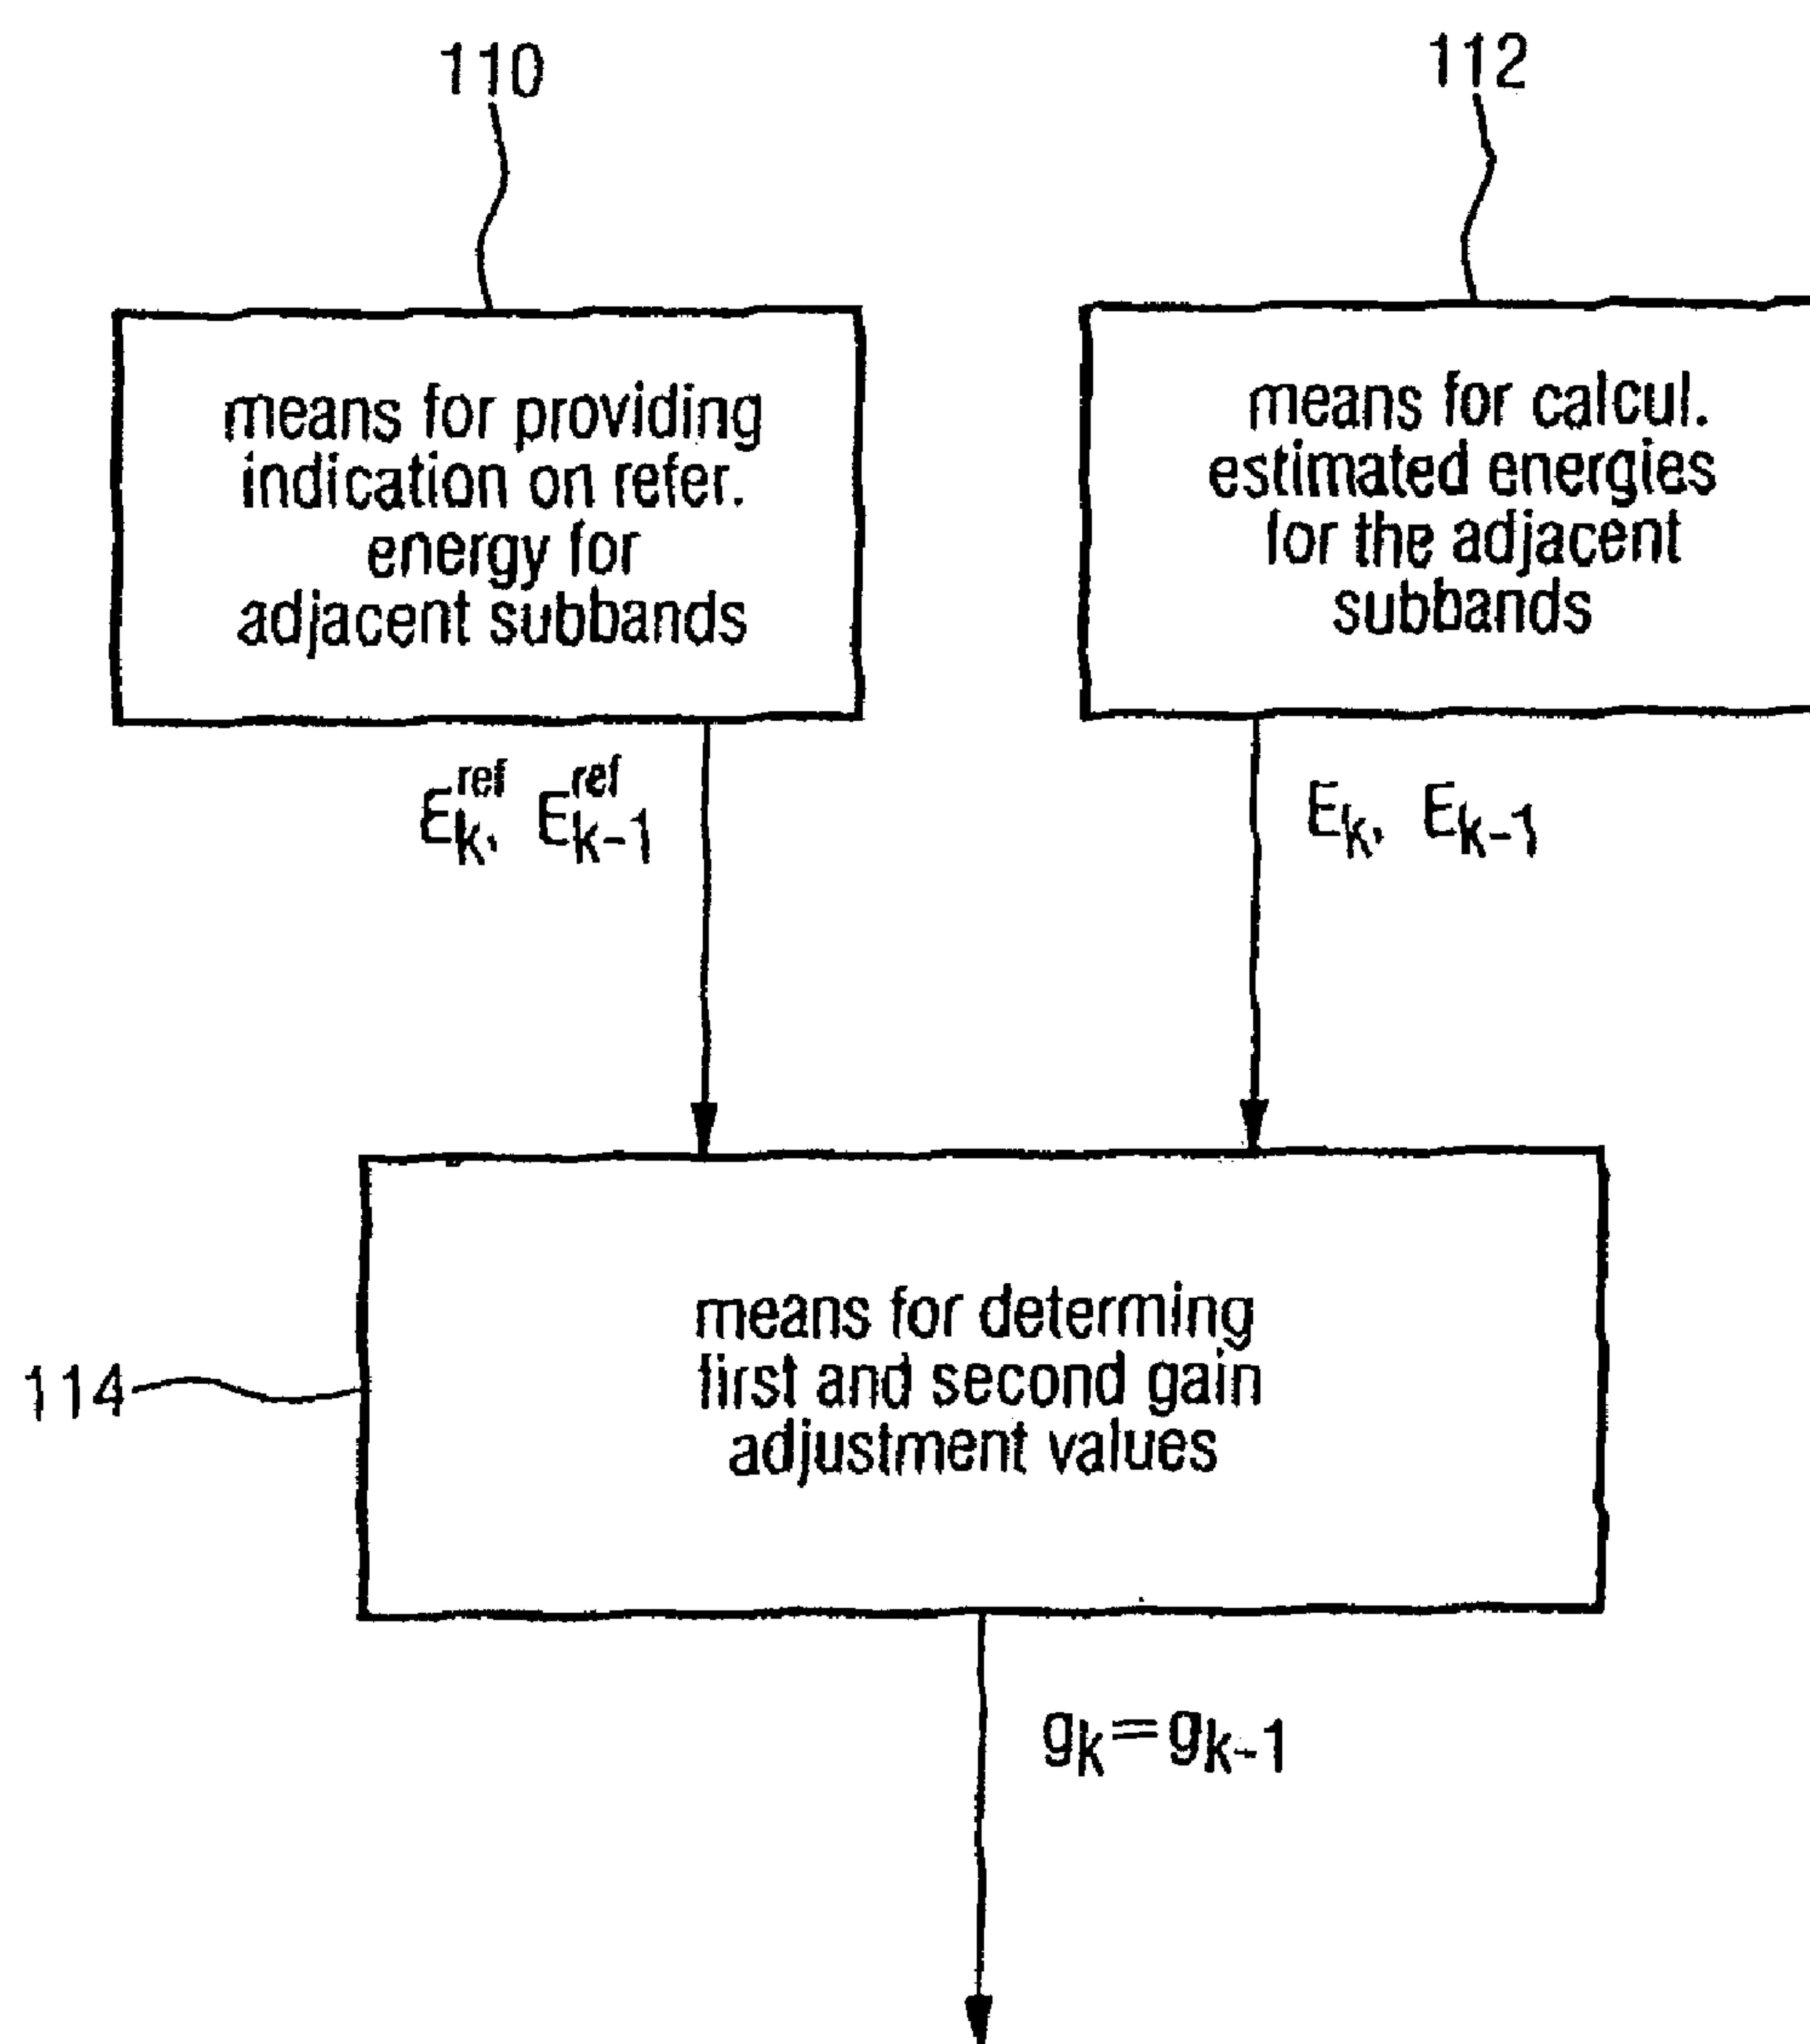 110
means for providing
indication on refer.
energy for
adjacent subbands
112
means for calcul.
estimated energies
for the adjacent
subbands
E_k^ref, E_k-1^ref
E_k, E_k-1
114
means for determing
first and second gain
adjustment values
g_k=g_k-1